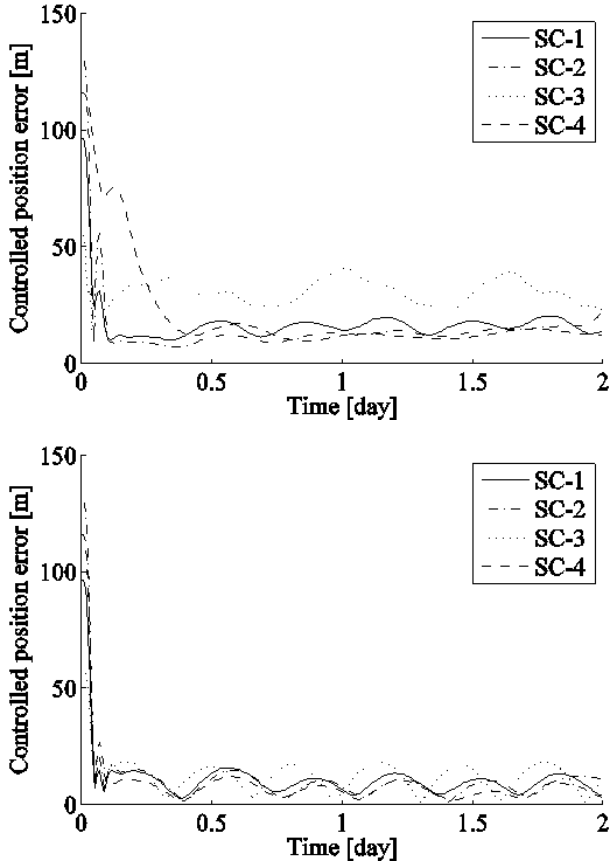 150
100
50
0
Controlled position error [m]
SC-1
SC-2
SC-3
SC-4
0 0.5 1 1.5 2
Time [day]
150
100
50
0
Controlled position error [m]
SC-1
SC-2
SC-3
SC-4
0 0.5 1 1.5 2
Time [day]